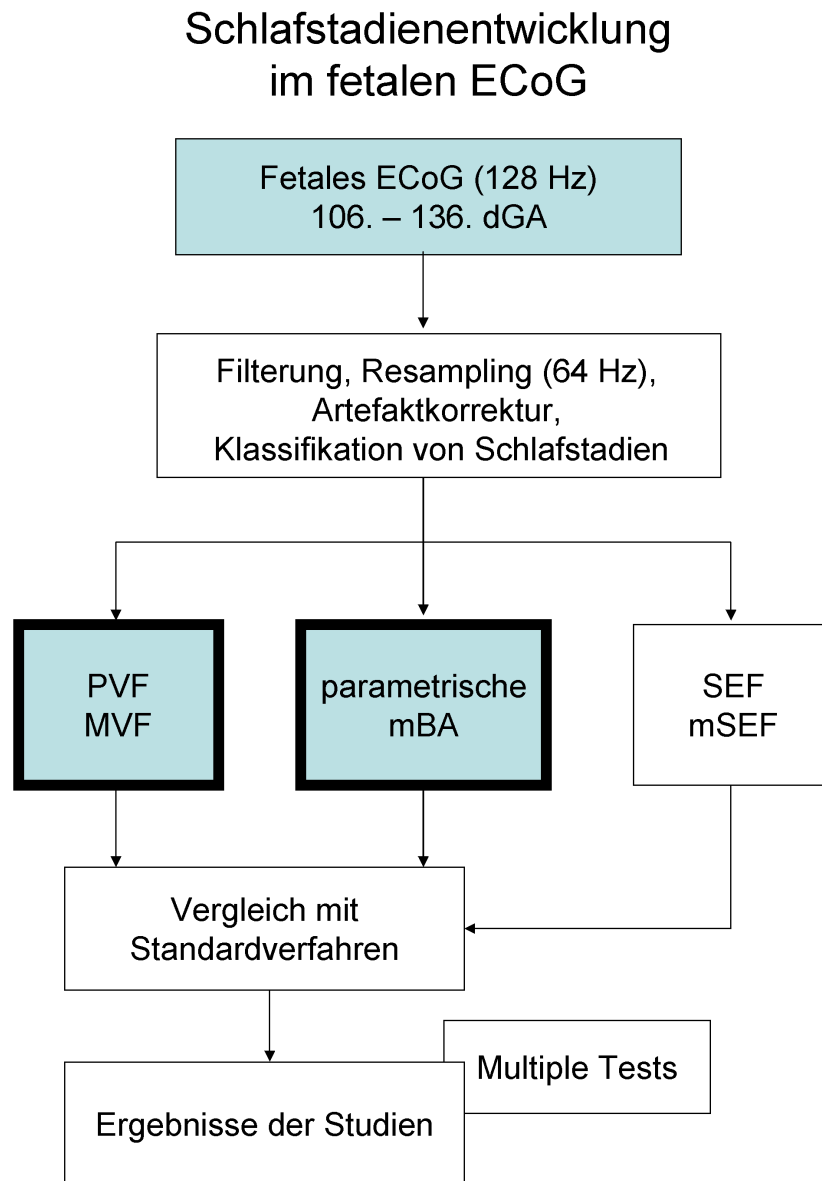 Schlafstadienentwicklung
im fetalen ECoG
Fetales ECoG (128 Hz)
106. – 136. dGA
Filterung, Resampling (64 Hz),
Artefaktkorrektur,
Klassifikation von Schlafstadien
PVF
MVF
parametrische
mBA
SEF
mSEF
Vergleich mit
Standardverfahren
Multiple Tests
Ergebnisse der Studien